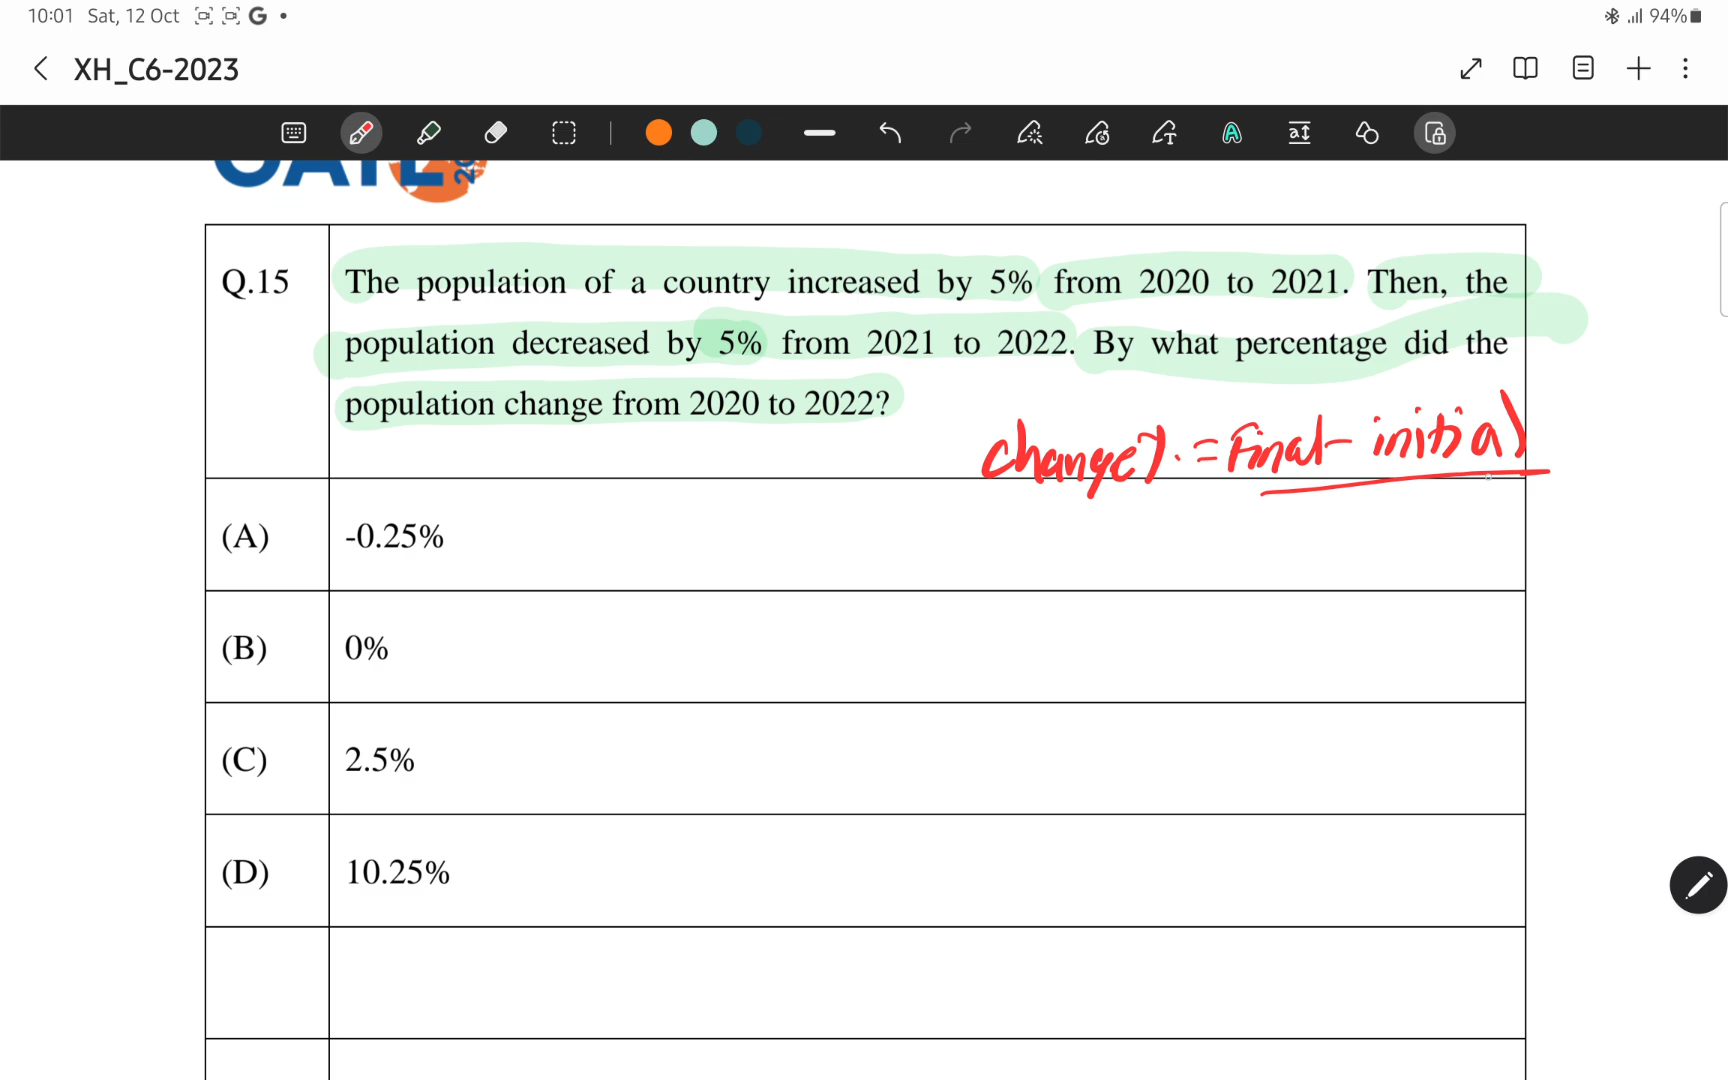 10:01 Sat, 12 Oct G 94%
XH_C6-2023
Q.15 The population of a country increased by 5% from 2020 to 2021. Then, the
population decreased by 5% from 2021 to 2022. By what percentage did the
population change from 2020 to 2022?
change%. = Final - initial
(A) -0.25%
(B) 0%
(C) 2.5%
(D) 10.25%